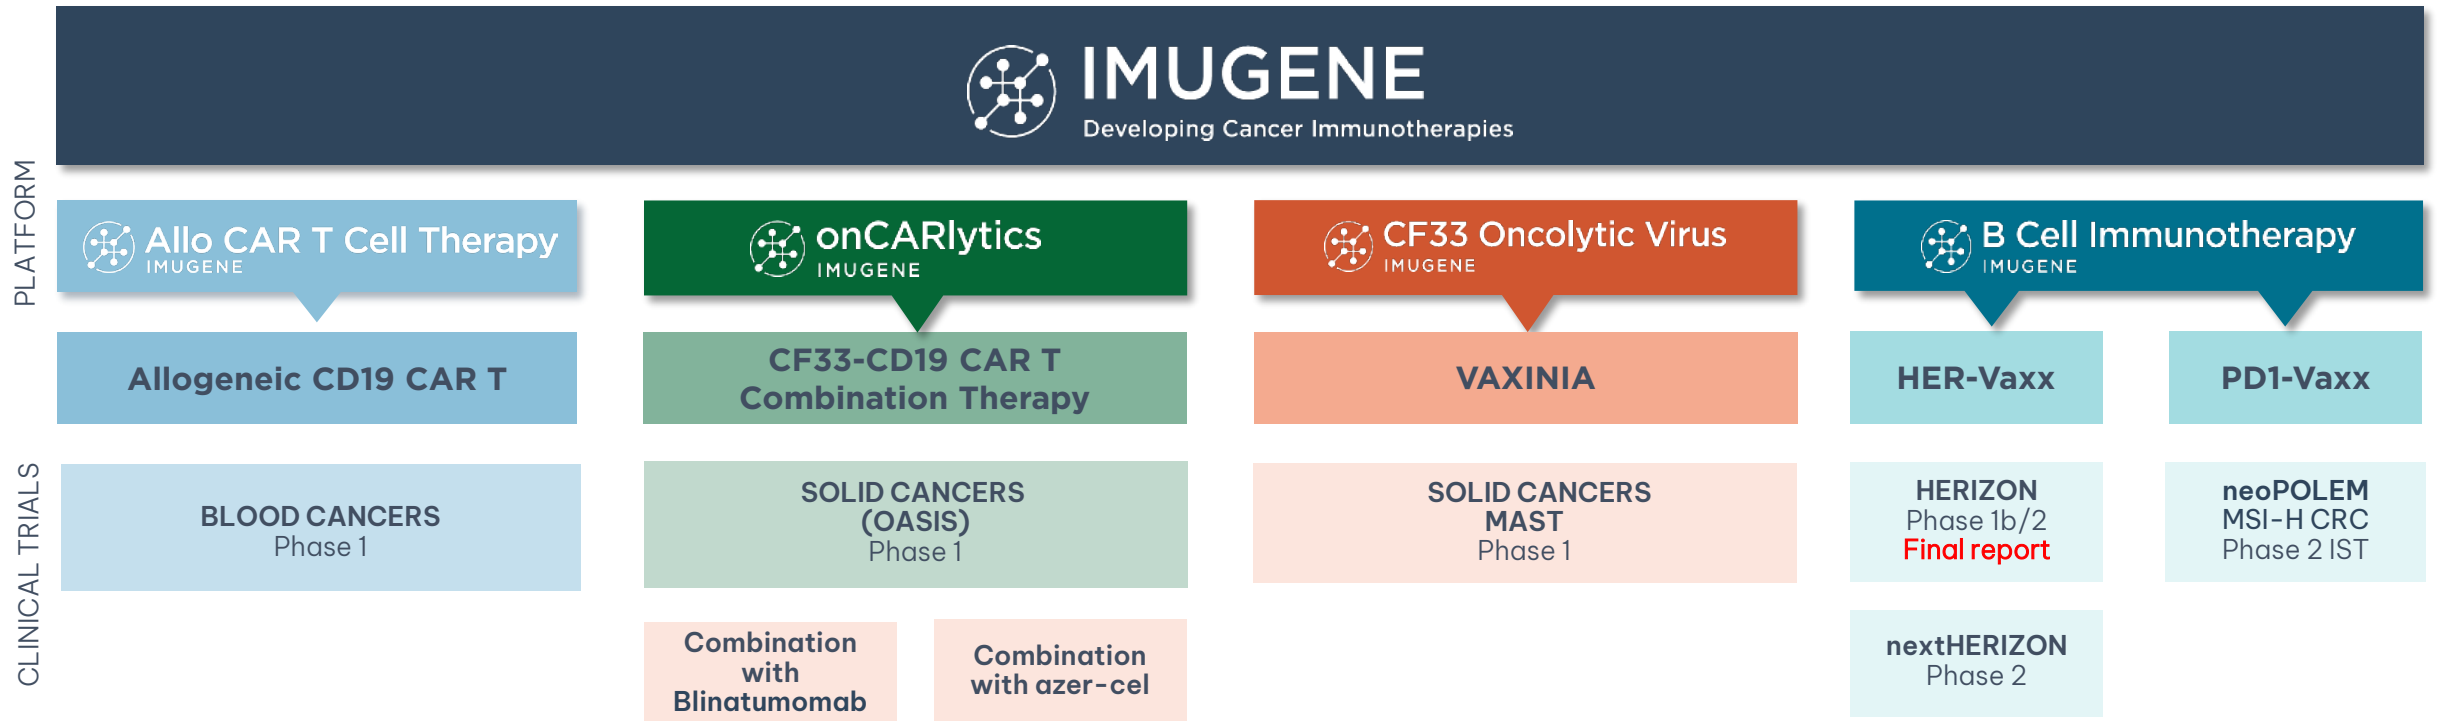 IMUGENE
Developing Cancer Immunotherapies
PLATFORM
Allo CAR T Cell Therapy
IMUGENE
onCARlytics
IMUGENE
CF33 Oncolytic Virus
IMUGENE
B Cell Immunotherapy
IMUGENE
Allogeneic CD19 CAR T
CF33-CD19 CAR T
Combination Therapy
VAXINIA
HER-Vaxx
PD1-Vaxx
CLINICAL TRIALS
BLOOD CANCERS
Phase 1
SOLID CANCERS
(OASIS)
Phase 1
Combination
with
Blinatumomab
Combination
with azer-cel
SOLID CANCERS
MAST
Phase 1
HERIZON
Phase 1b/2
Final report
nextHERIZON
Phase 2
neoPOLEM
MSI-H CRC
Phase 2 IST